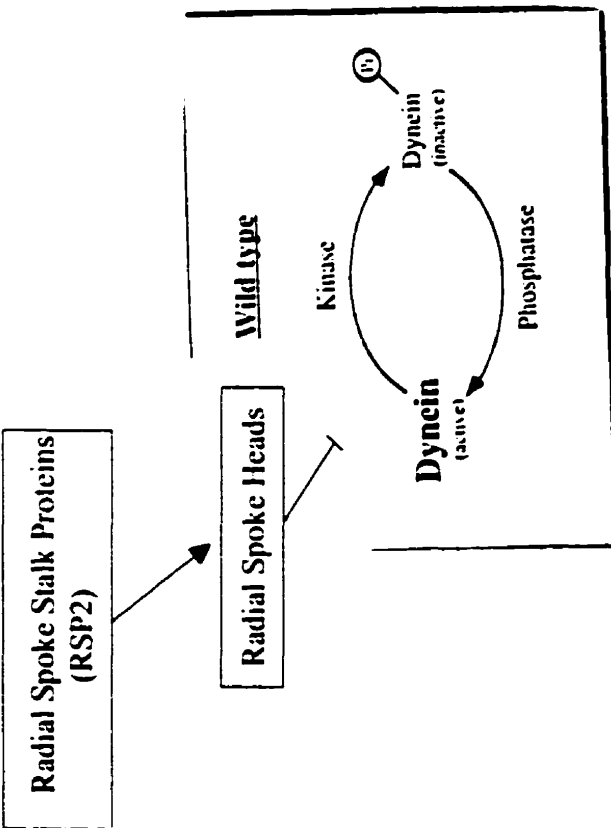 Radial Spoke Stalk Proteins
(RSP2)
Radial Spoke Heads
Wild type
Kinase
Dynein
(active)
Dynein
(inactive)
Phosphatase